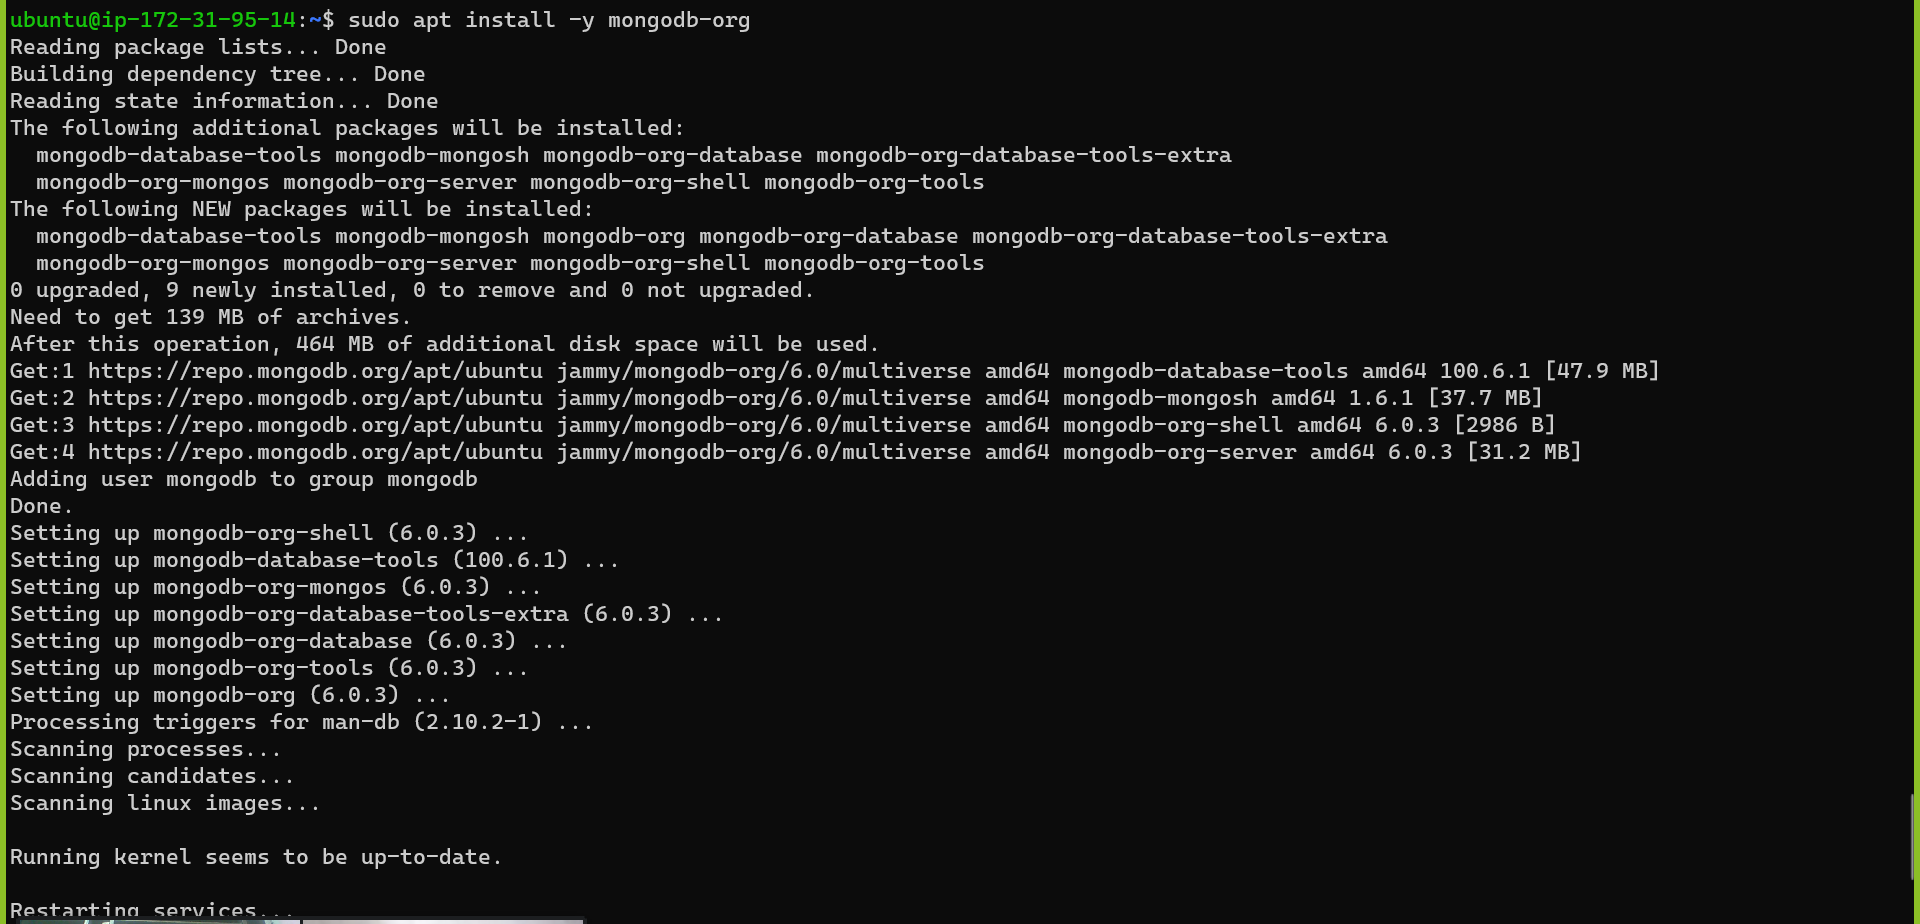 ubuntu@ip-172-31-95-14:~$ sudo apt install -y mongodb-org
Reading package lists... Done
Building dependency tree... Done
Reading state information... Done
The following additional packages will be installed:
  mongodb-database-tools mongodb-mongosh mongodb-org-database mongodb-org-database-tools-extra
  mongodb-org-mongos mongodb-org-server mongodb-org-shell mongodb-org-tools
The following NEW packages will be installed:
  mongodb-database-tools mongodb-mongosh mongodb-org mongodb-org-database mongodb-org-database-tools-extra
  mongodb-org-mongos mongodb-org-server mongodb-org-shell mongodb-org-tools
0 upgraded, 9 newly installed, 0 to remove and 0 not upgraded.
Need to get 139 MB of archives.
After this operation, 464 MB of additional disk space will be used.
Get:1 https://repo.mongodb.org/apt/ubuntu jammy/mongodb-org/6.0/multiverse amd64 mongodb-database-tools amd64 100.6.1 [47.9 MB]
Get:2 https://repo.mongodb.org/apt/ubuntu jammy/mongodb-org/6.0/multiverse amd64 mongodb-mongosh amd64 1.6.1 [37.7 MB]
Get:3 https://repo.mongodb.org/apt/ubuntu jammy/mongodb-org/6.0/multiverse amd64 mongodb-org-shell amd64 6.0.3 [2986 B]
Get:4 https://repo.mongodb.org/apt/ubuntu jammy/mongodb-org/6.0/multiverse amd64 mongodb-org-server amd64 6.0.3 [31.2 MB]
Adding user mongodb to group mongodb
Done.
Setting up mongodb-org-shell (6.0.3) ...
Setting up mongodb-database-tools (100.6.1) ...
Setting up mongodb-org-mongos (6.0.3) ...
Setting up mongodb-org-database-tools-extra (6.0.3) ...
Setting up mongodb-org-database (6.0.3) ...
Setting up mongodb-org-tools (6.0.3) ...
Setting up mongodb-org (6.0.3) ...
Processing triggers for man-db (2.10.2-1) ...
Scanning processes...
Scanning candidates...
Scanning linux images...
Running kernel seems to be up-to-date.
Restarting services...